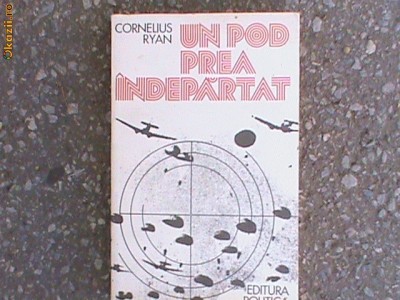 CORNELIUS
RYAN
UN POD
PREA
ÎNDEPĂRTAT
EDITURA
POLITICĂ
Okazii.ro